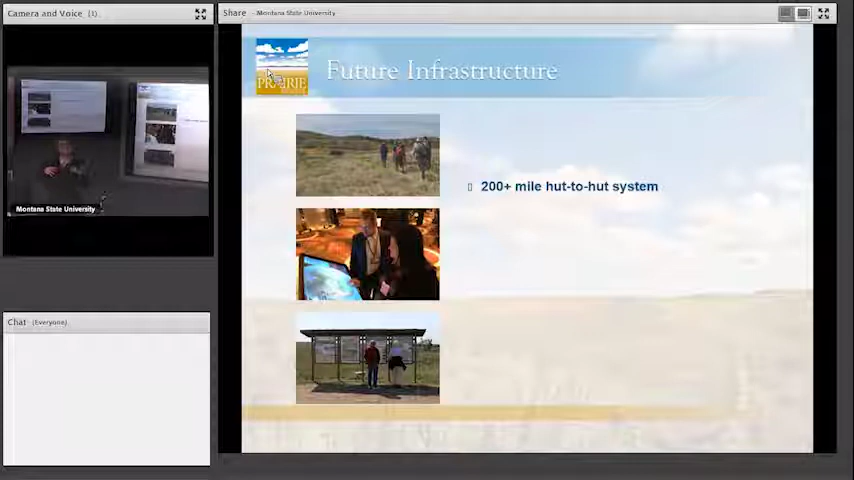 Camera and Voice (1)
Share - Montana State University
PRAIRIE
Future Infrastructure
200+ mile hut-to-hut system
Montana State University
Chat (Everyone)